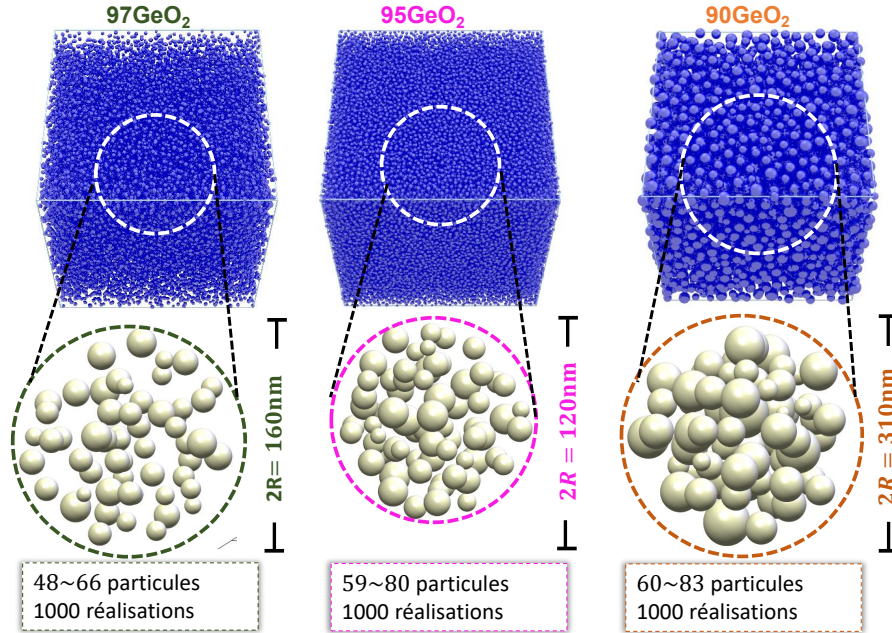 97GeO₂
95GeO₂
90GeO₂
2R= 160nm
2R = 120nm
2R = 310nm
48~66 particules
1000 réalisations
59~80 particules
1000 réalisations
60~83 particules
1000 réalisations